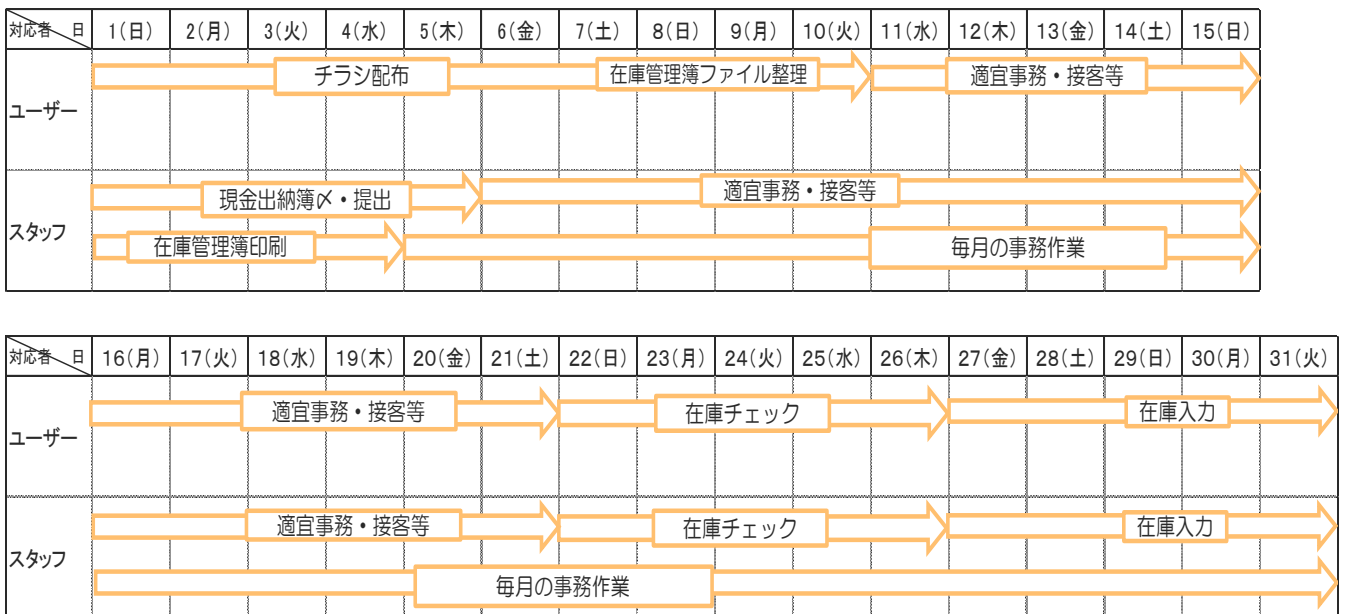 対応者 日 1(日) 2(月) 3(火) 4(水) 5(木) 6(金) 7(土) 8(日) 9(月) 10(火) 11(水) 12(木) 13(金) 14(土) 15(日)
チラシ配布 在庫管理簿ファイル整理 適宜事務・接客等
ユーザー
現金出納簿〆・提出 適宜事務・接客等
スタッフ
在庫管理簿印刷 毎月の事務作業
対応者 日 16(月) 17(火) 18(水) 19(木) 20(金) 21(土) 22(日) 23(月) 24(火) 25(水) 26(木) 27(金) 28(土) 29(日) 30(月) 31(火)
適宜事務・接客等 在庫チェック 在庫入力
ユーザー
適宜事務・接客等 在庫チェック 在庫入力
スタッフ
毎月の事務作業